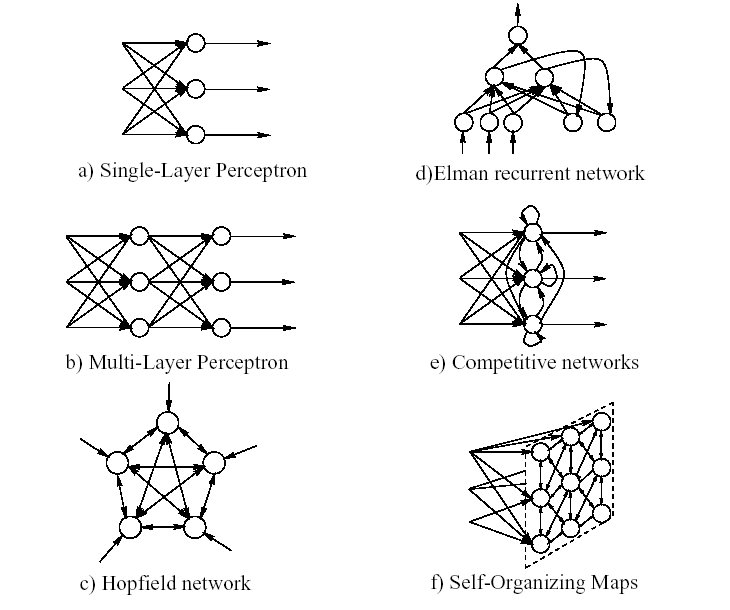 a) Single-Layer Perceptron
d)Elman recurrent network
b) Multi-Layer Perceptron
e) Competitive networks
c) Hopfield network
f) Self-Organizing Maps